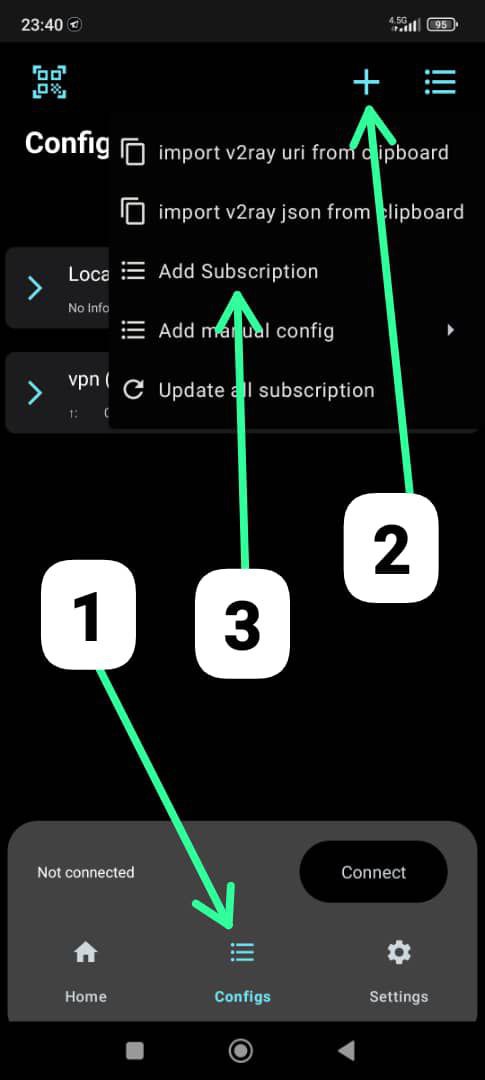 23:40
4.5G
95
Config
import v2ray uri from clipboard
import v2ray json from clipboard
Add Subscription
Add manual config
Update all subscription
Loca
No Info
vpn (
↑:
1
2
3
Not connected
Connect
Home
Configs
Settings